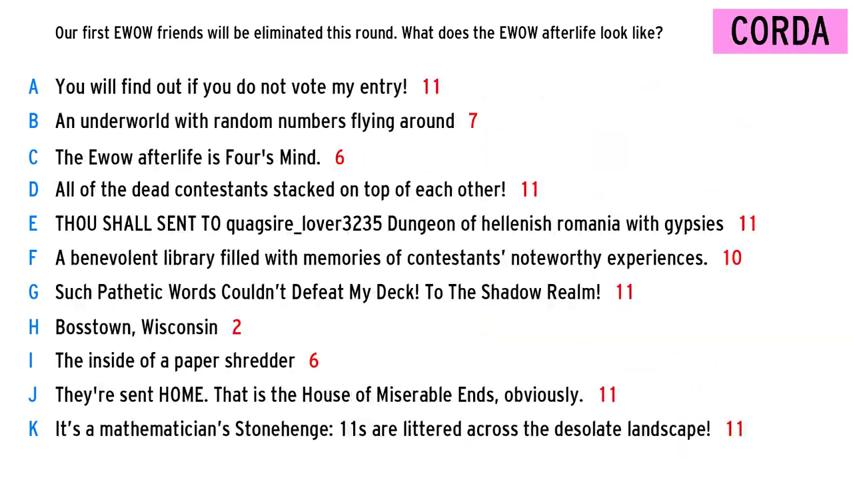 Our first EWOW friends will be eliminated this round. What does the EWOW afterlife look like?
CORDA
A You will find out if you do not vote my entry! 11
B An underworld with random numbers flying around 7
C The Ewow afterlife is Four's Mind. 6
D All of the dead contestants stacked on top of each other! 11
E THOU SHALL SENT TO quagsire_lover3235 Dungeon of hellenish romania with gypsies 11
F A benevolent library filled with memories of contestants’ noteworthy experiences. 10
G Such Pathetic Words Couldn’t Defeat My Deck! To The Shadow Realm! 11
H Bosstown, Wisconsin 2
I The inside of a paper shredder 6
J They're sent HOME. That is the House of Miserable Ends, obviously. 11
K It’s a mathematician’s Stonehenge: 11s are littered across the desolate landscape! 11